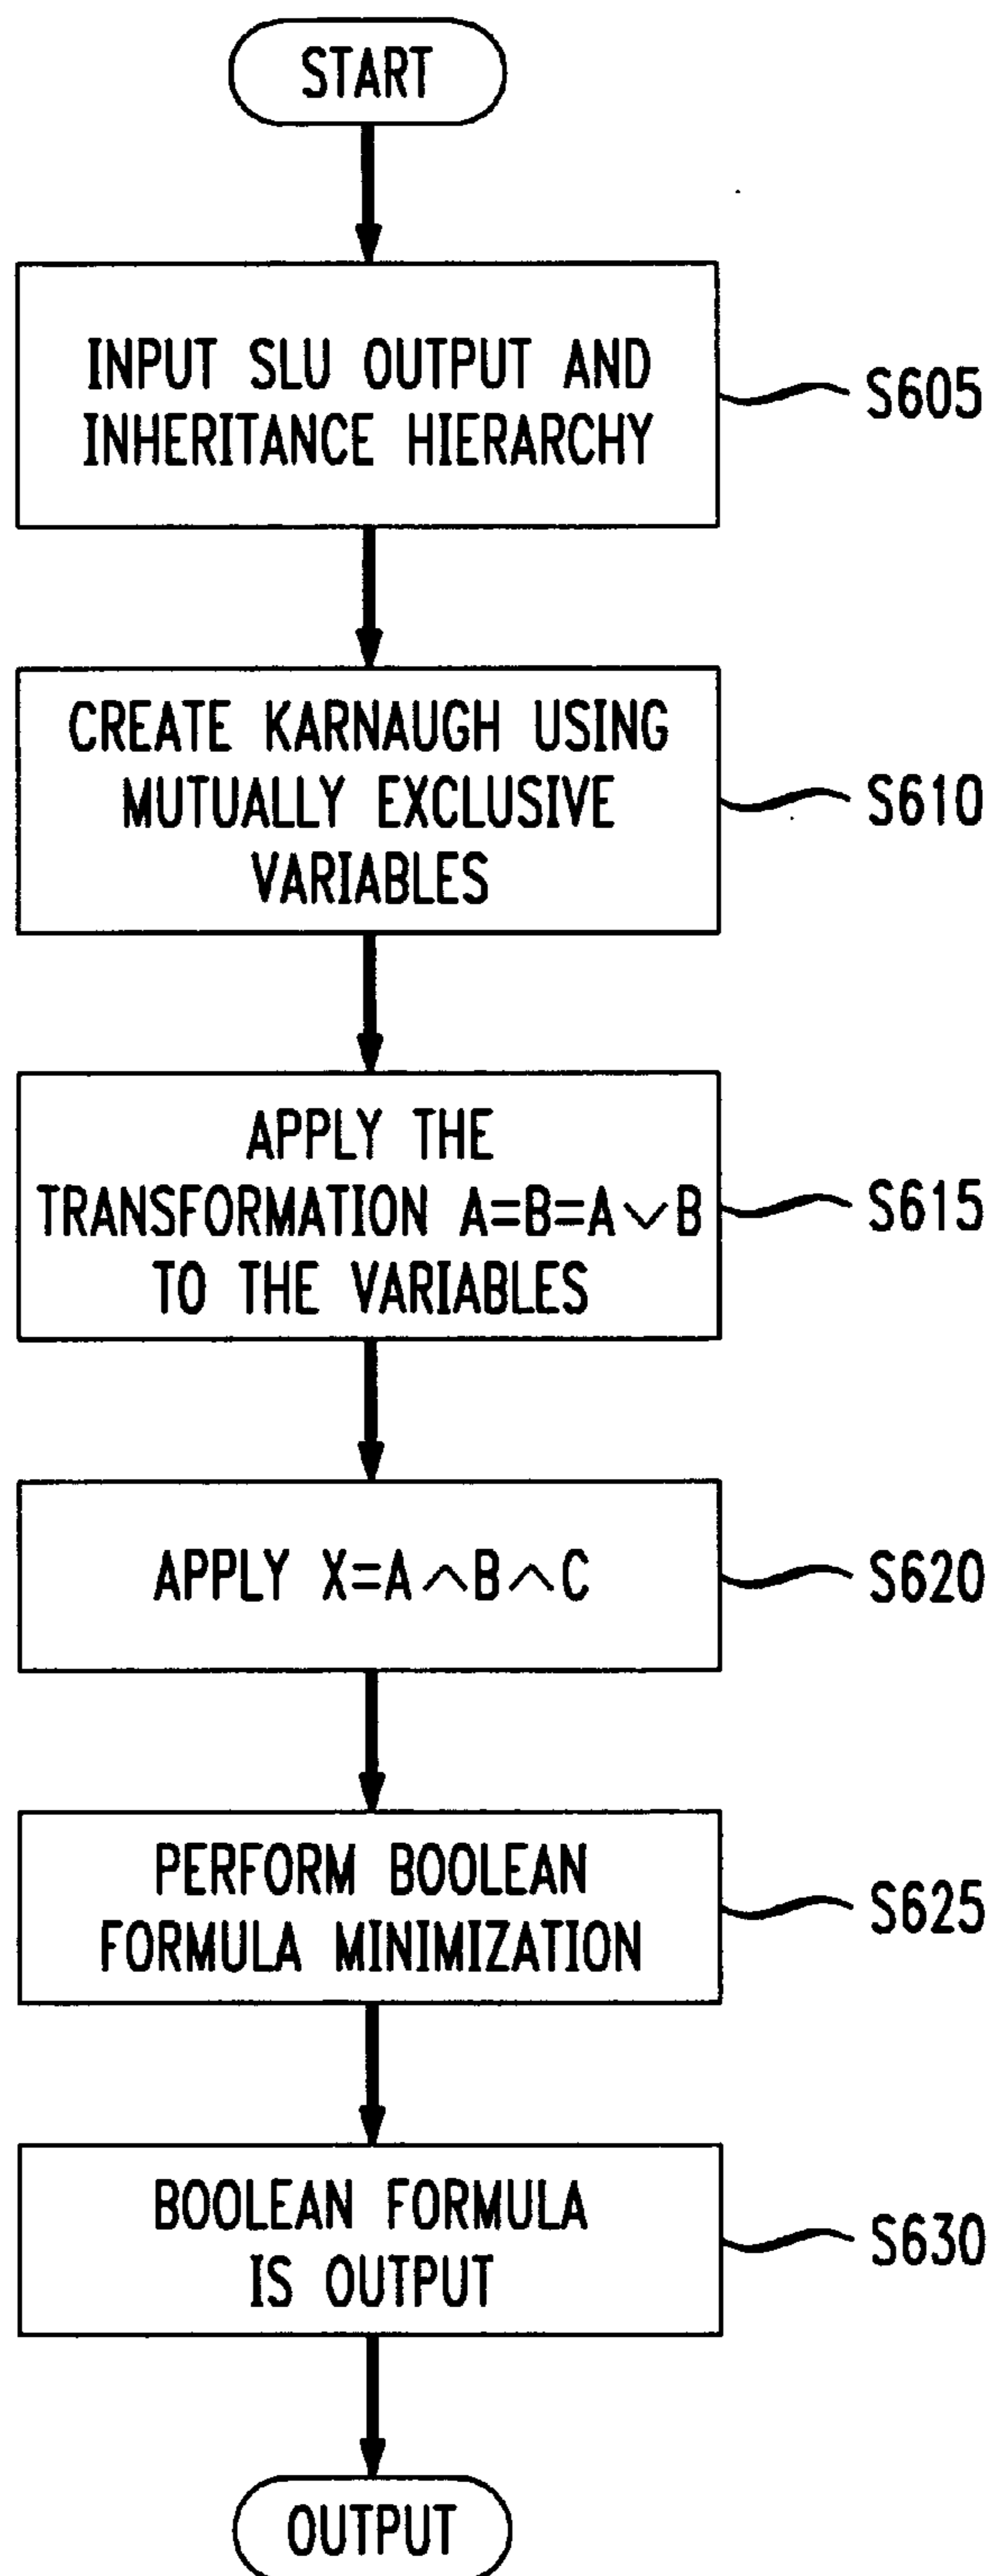 START
INPUT SLU OUTPUT AND
INHERITANCE HIERARCHY
S605
CREATE KARNAUGH USING
MUTUALLY EXCLUSIVE
VARIABLES
S610
APPLY THE
TRANSFORMATION A=B=A∨B
TO THE VARIABLES
S615
APPLY X=A∧B∧C
S620
PERFORM BOOLEAN
FORMULA MINIMIZATION
S625
BOOLEAN FORMULA
IS OUTPUT
S630
OUTPUT